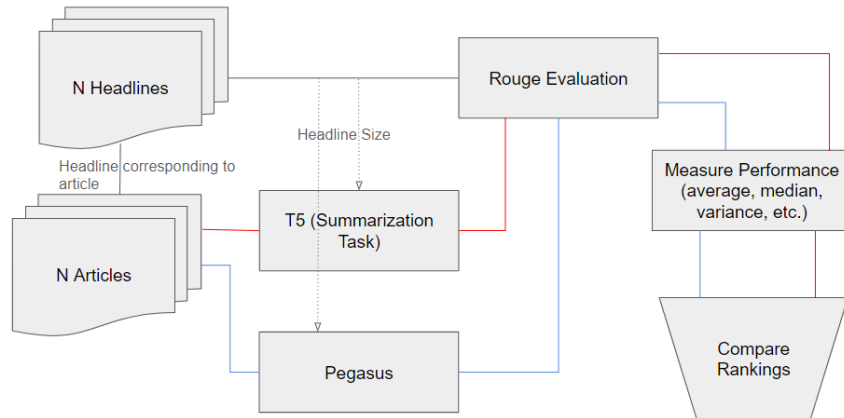 N Headlines
Rouge Evaluation
Headline Size
Headline corresponding to
article
Measure Performance
(average, median,
variance, etc.)
T5 (Summarization
Task)
N Articles
Pegasus
Compare
Rankings